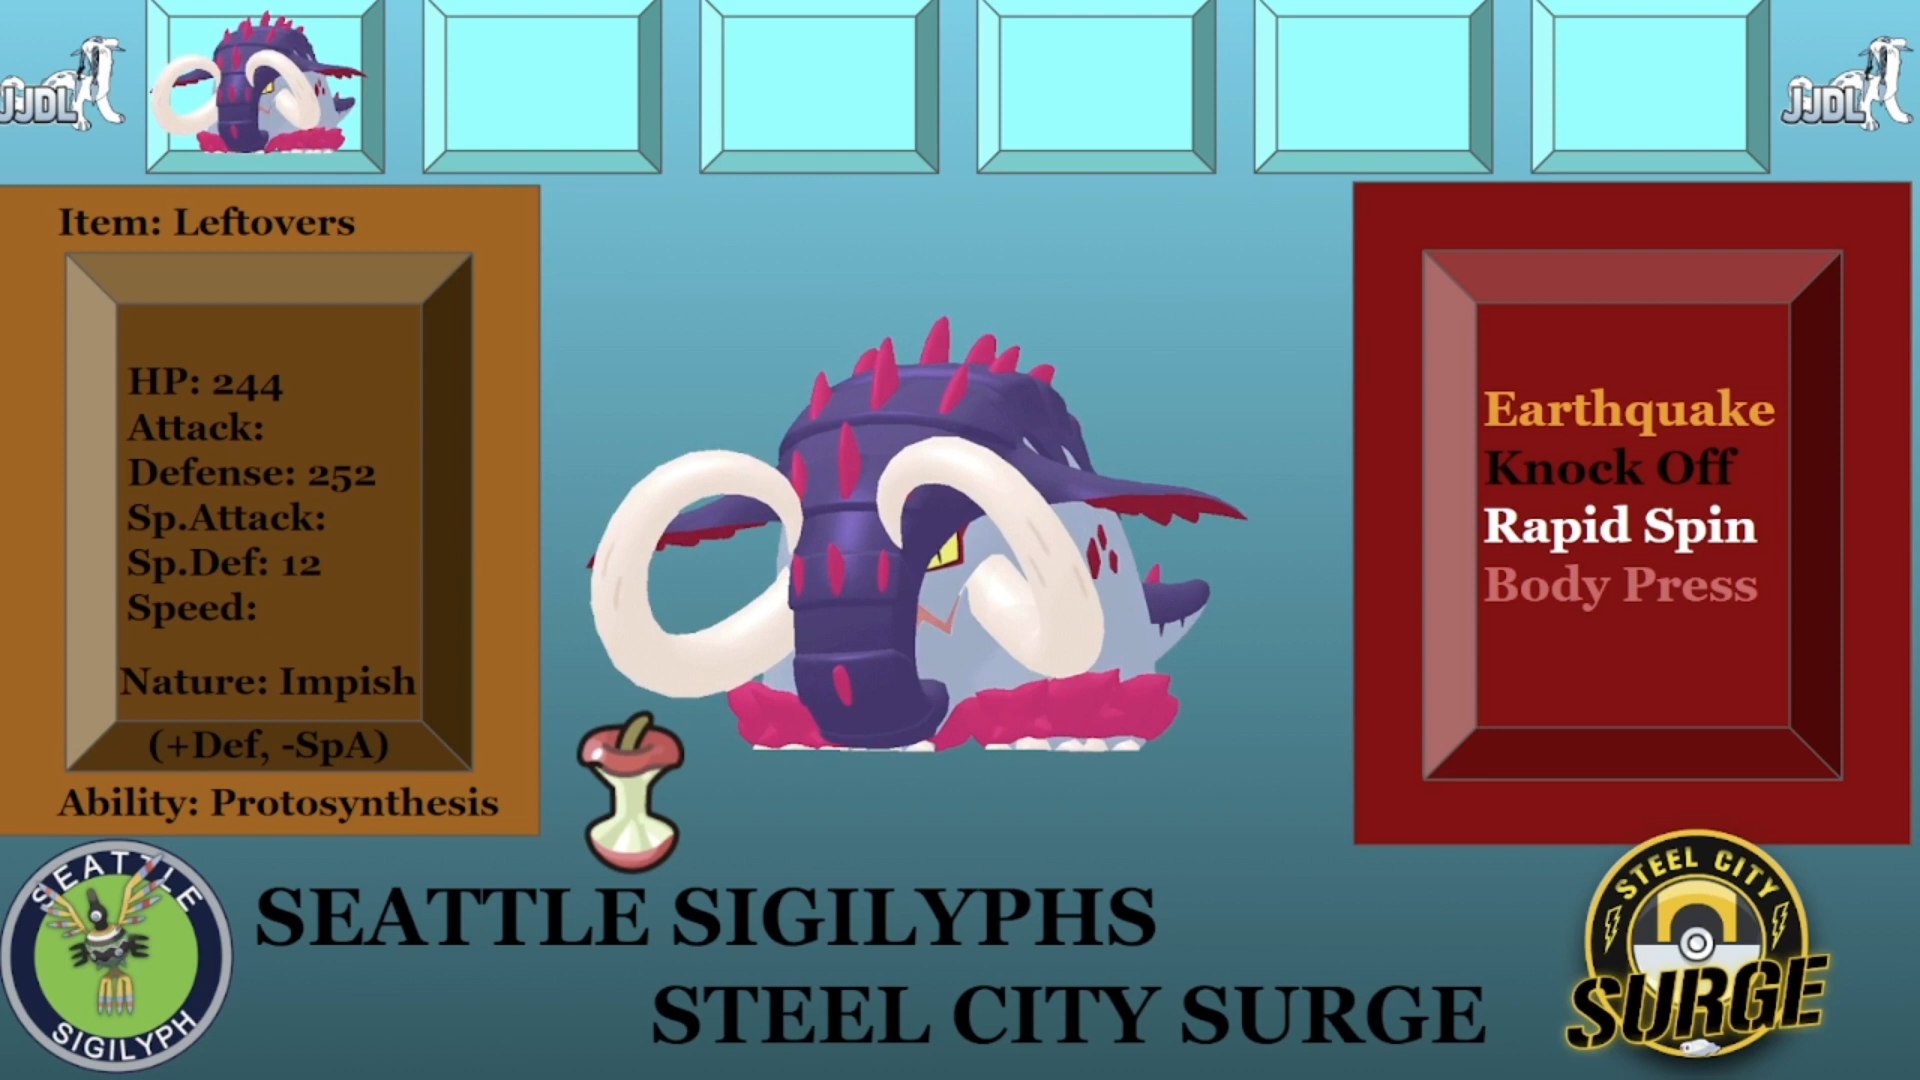 JJDL
JJDL
Item: Leftovers
HP: 244
Attack:
Defense: 252
Sp.Attack:
Sp.Def: 12
Speed:
Nature: Impish
(+Def, -SpA)
Ability: Protosynthesis
Earthquake
Knock Off
Rapid Spin
Body Press
SEATTLE
SIGILYPH
SEATTLE SIGILYPHS
STEEL CITY SURGE
STEEL CITY
SURGE